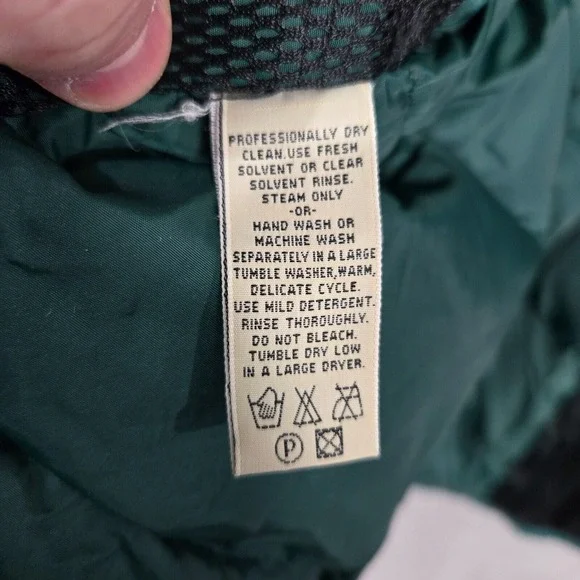 PROFESSIONALLY DRY
CLEAN.USE FRESH
SOLVENT OR CLEAR
SOLVENT RINSE.
STEAM ONLY
-OR-
HAND WASH OR
MACHINE WASH
SEPARATELY IN A LARGE
TUMBLE WASHER,WARM,
DELICATE CYCLE.
USE MILD DETERGENT.
RINSE THOROUGHLY.
DO NOT BLEACH.
TUMBLE DRY LOW
IN A LARGE DRYER.
P